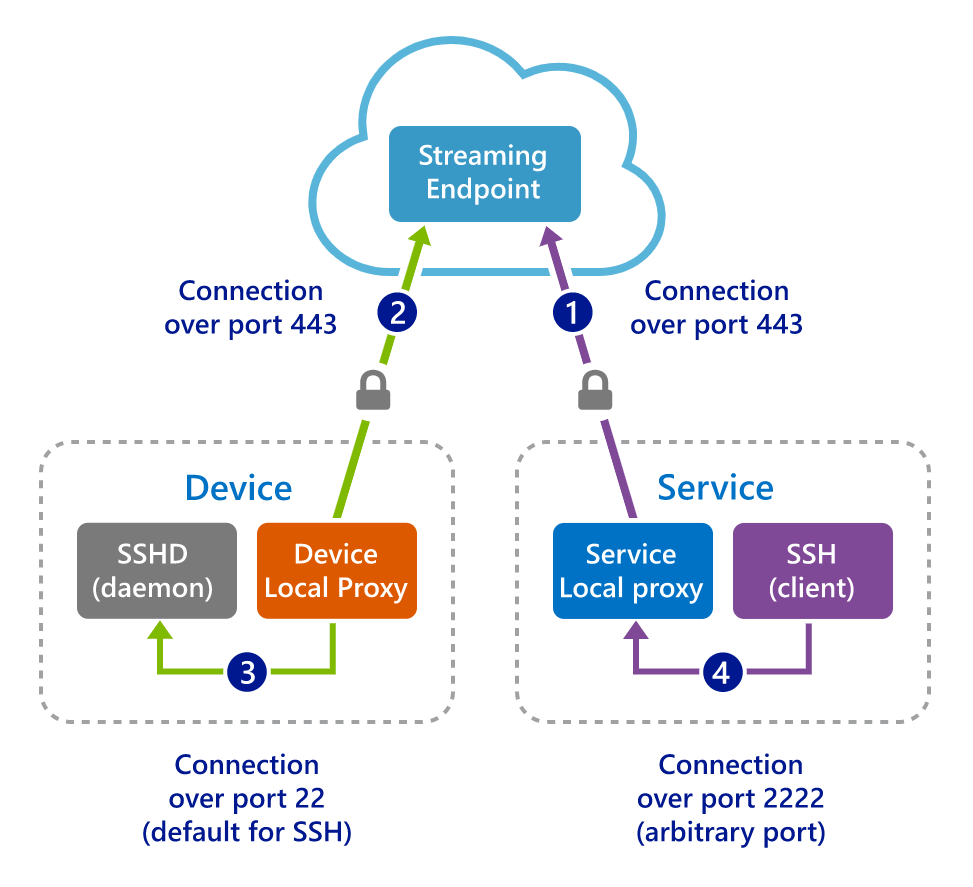 Streaming
Endpoint
Connection
over port 443
2
1
Connection
over port 443
Device
SSHD
(daemon)
Device
Local Proxy
3
Service
Service
Local proxy
SSH
(client)
4
Connection
over port 22
(default for SSH)
Connection
over port 2222
(arbitrary port)